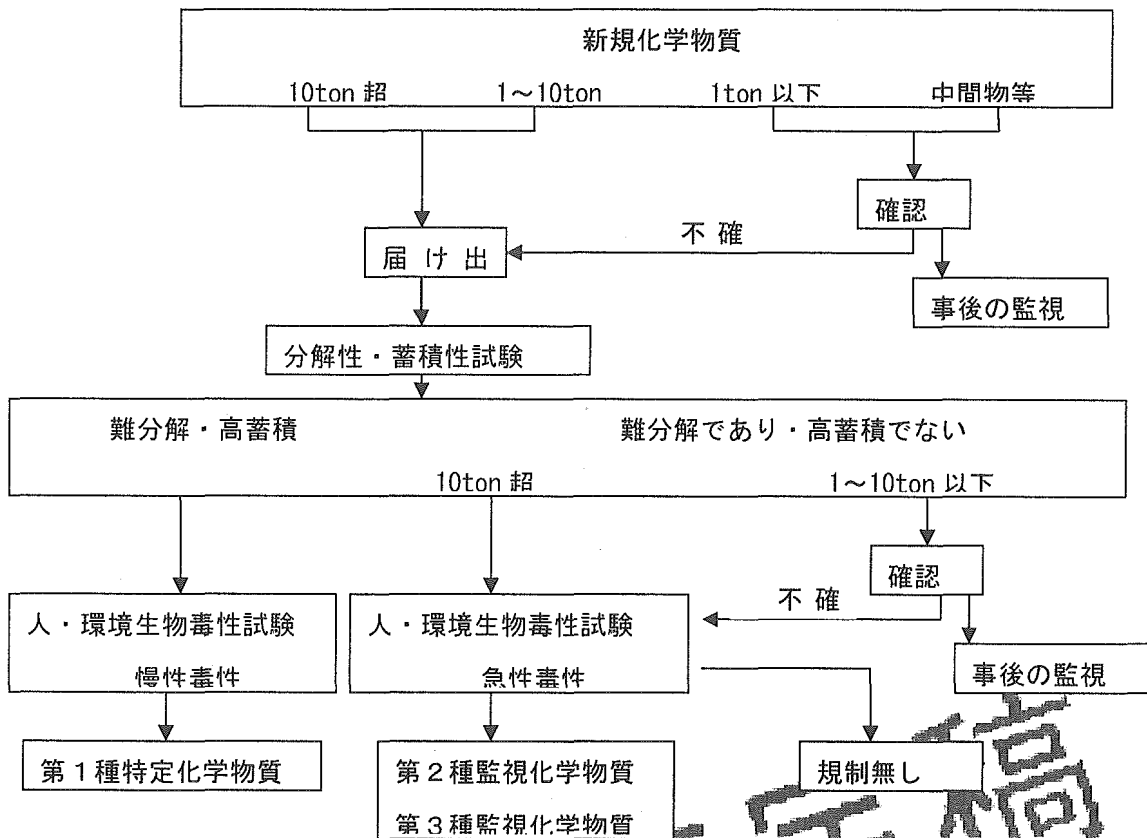 新規化学物質
10ton 超 1～10ton 1ton 以下 中間物等
確認
不 確
届 け 出
事後の監視
分解性・蓄積性試験
難分解・高蓄積 難分解であり・高蓄積でない
10ton 超 1～10ton 以下
確認
不 確
人・環境生物毒性試験
慢性毒性
人・環境生物毒性試験
急性毒性
事後の監視
第１種特定化学物質
第２種監視化学物質
第３種監視化学物質
規制無し
稿